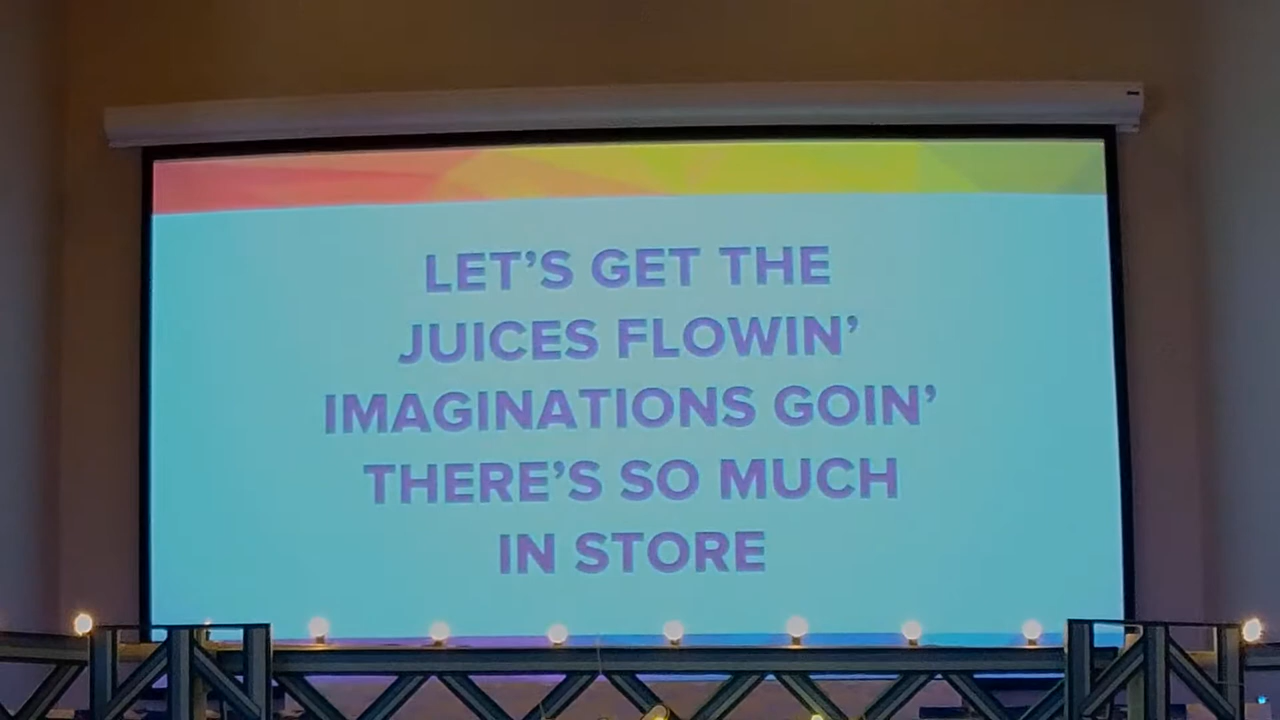 LET'S GET THE
JUICES FLOWIN'
IMAGINATIONS GOIN'
THERE'S SO MUCH
IN STORE